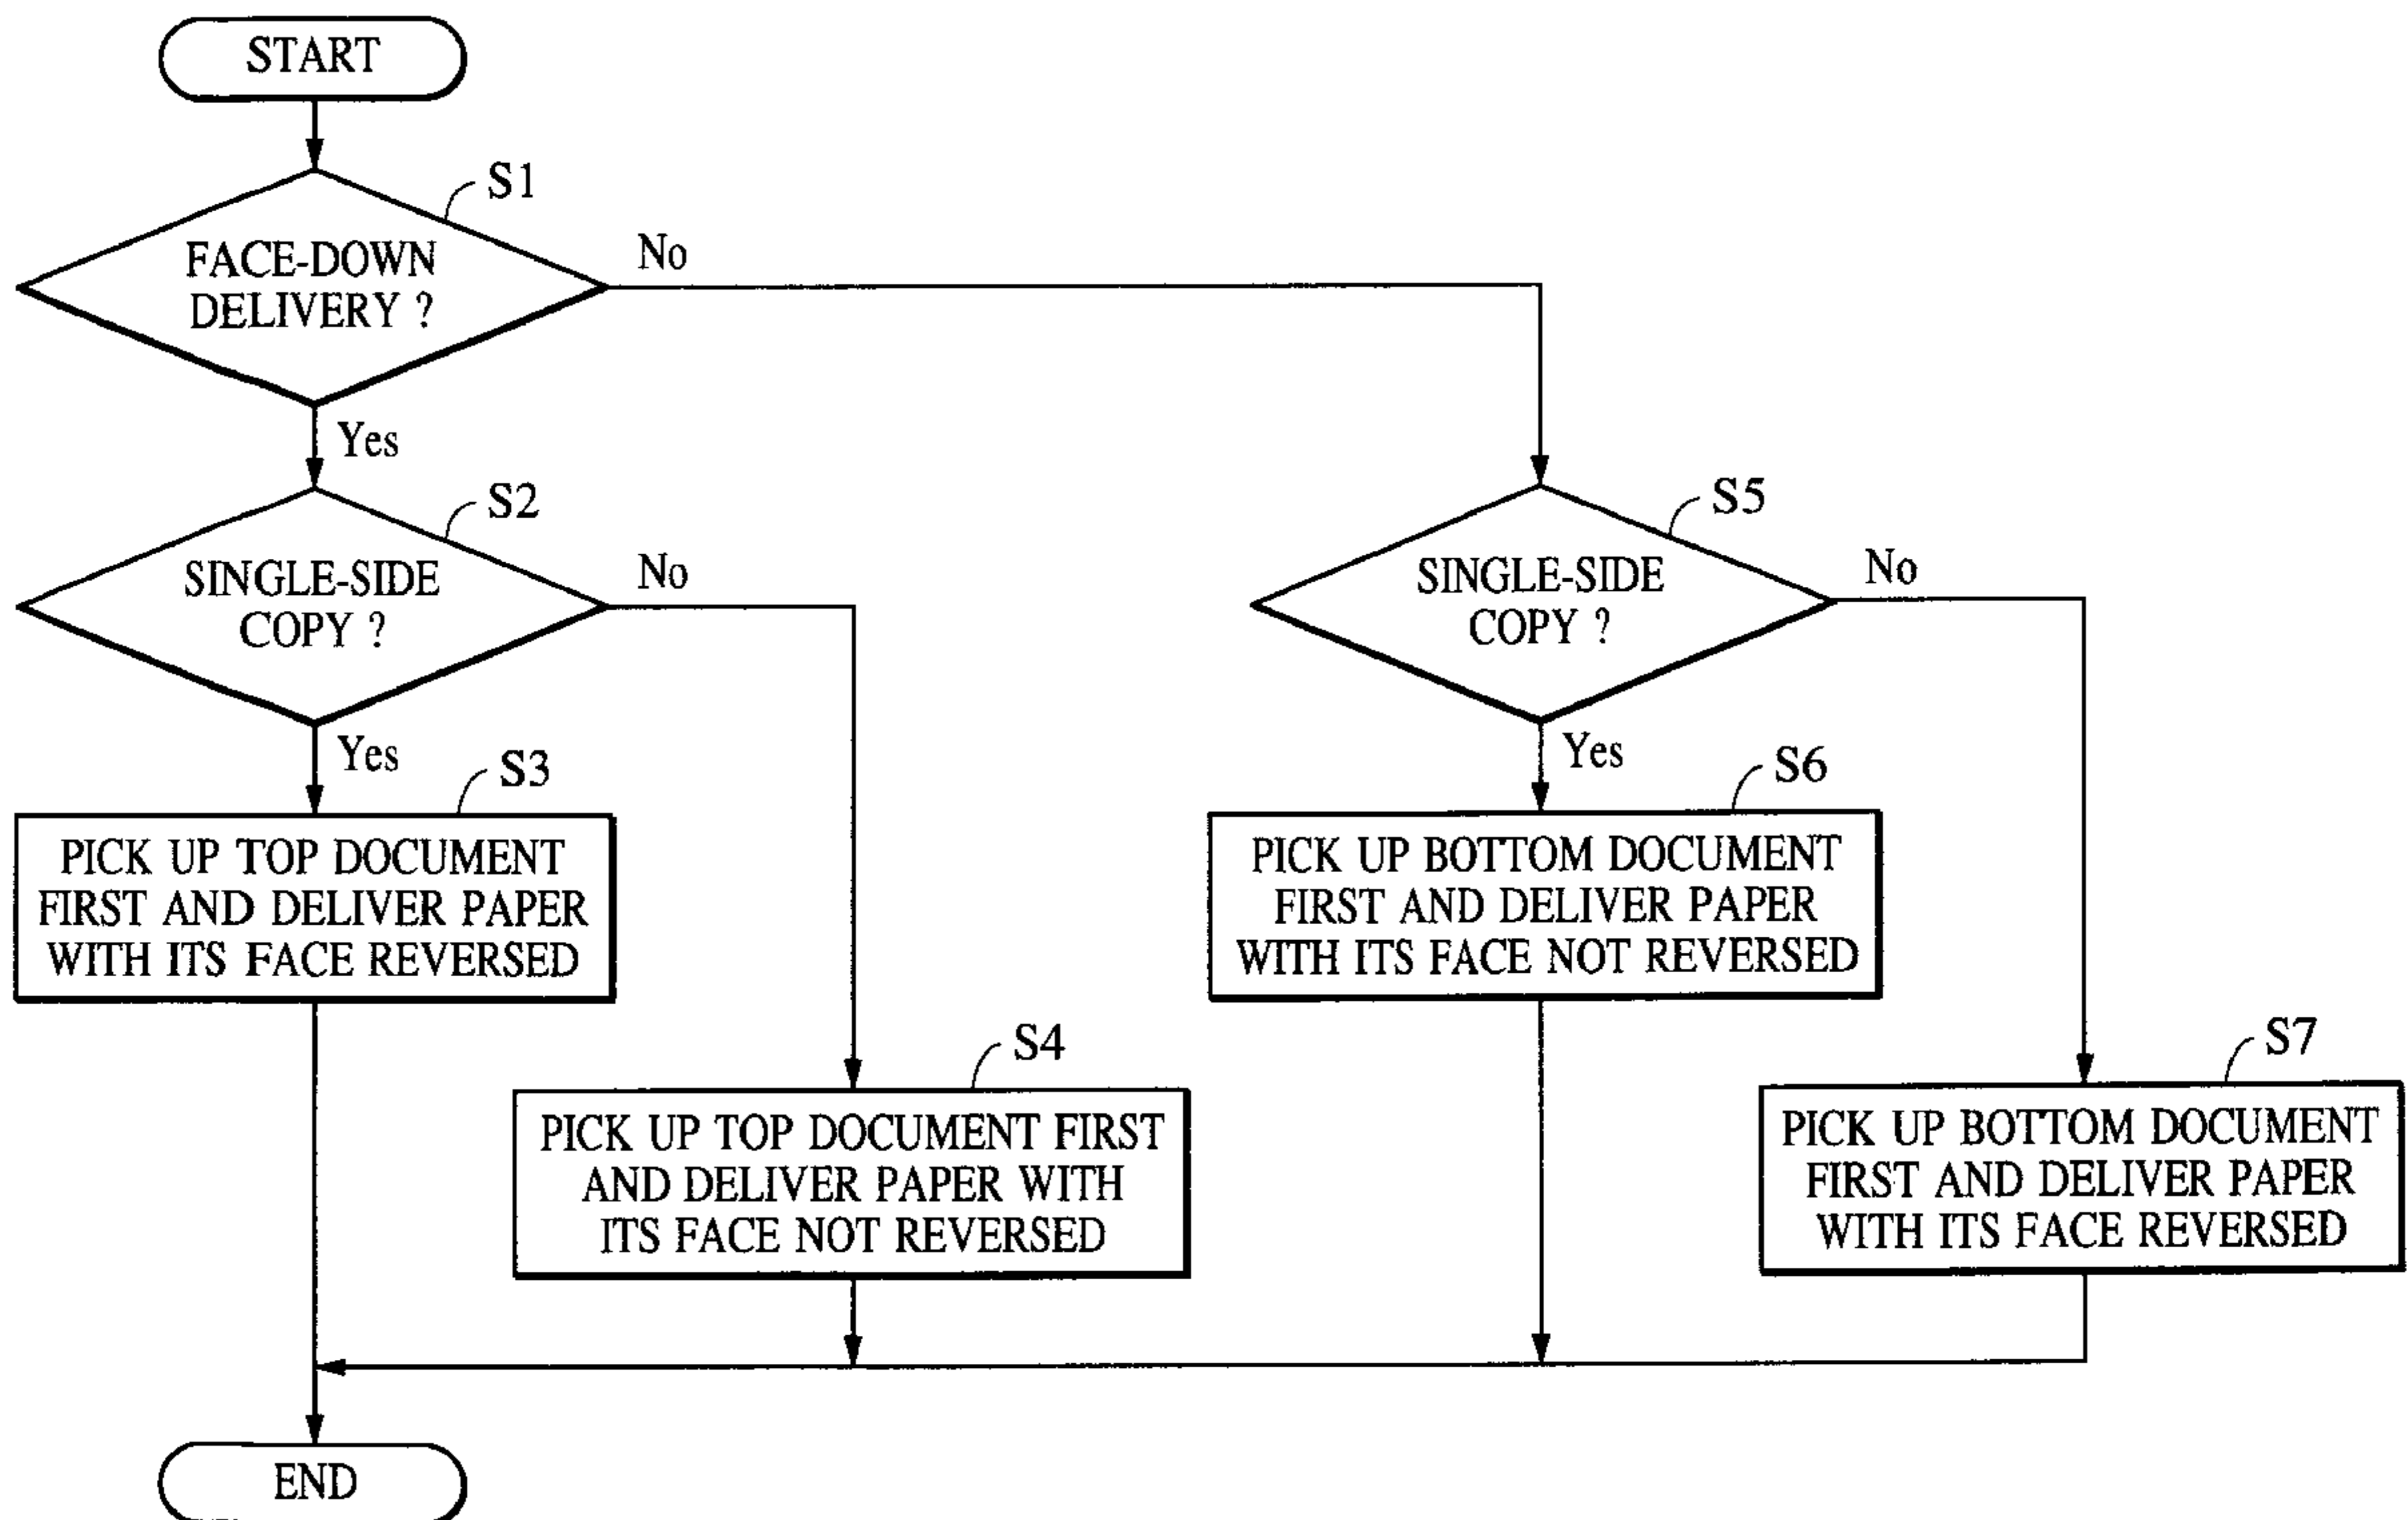 START
S1
FACE-DOWN
DELIVERY ?
No
Yes
S2
SINGLE-SIDE
COPY ?
No
Yes
S3
PICK UP TOP DOCUMENT
FIRST AND DELIVER PAPER
WITH ITS FACE REVERSED
S4
PICK UP TOP DOCUMENT FIRST
AND DELIVER PAPER WITH
ITS FACE NOT REVERSED
S5
SINGLE-SIDE
COPY ?
No
Yes
S6
PICK UP BOTTOM DOCUMENT
FIRST AND DELIVER PAPER
WITH ITS FACE NOT REVERSED
S7
PICK UP BOTTOM DOCUMENT
FIRST AND DELIVER PAPER
WITH ITS FACE REVERSED
END